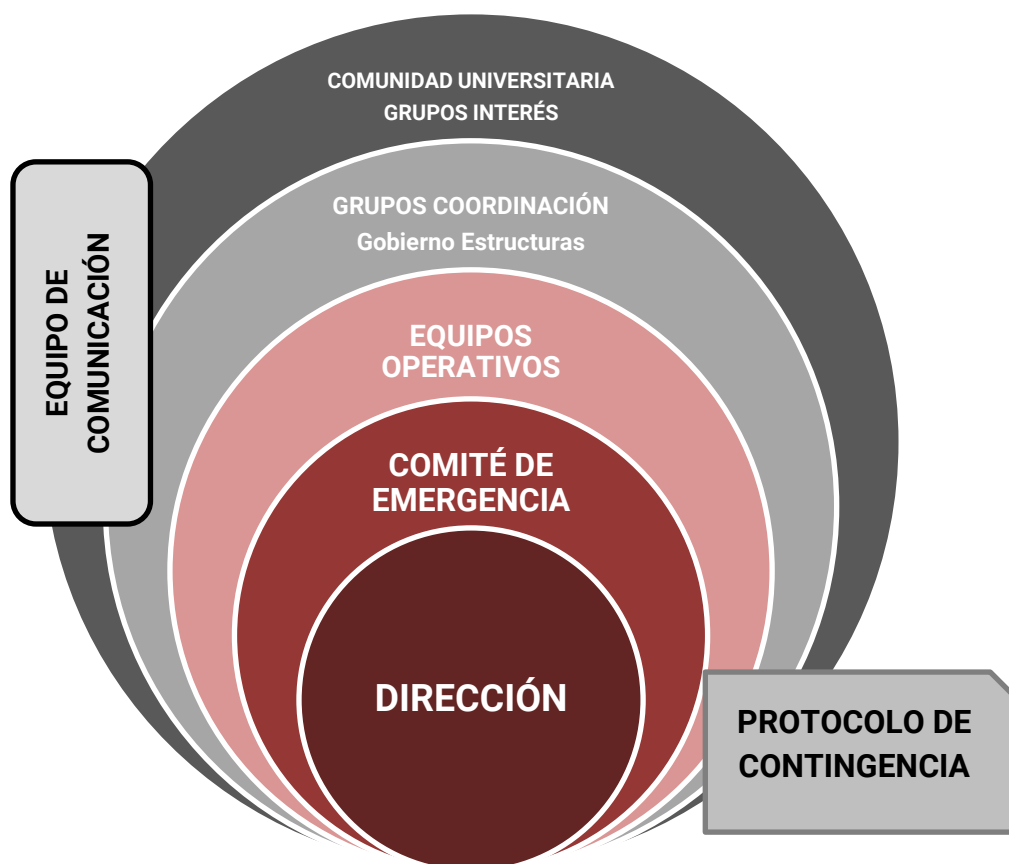 COMUNIDAD UNIVERSITARIA
GRUPOS INTERÉS
GRUPOS COORDINACIÓN
Gobierno Estructuras
EQUIPO DE
COMUNICACIÓN
EQUIPOS
OPERATIVOS
COMITÉ DE
EMERGENCIA
DIRECCIÓN
PROTOCOLO DE
CONTINGENCIA